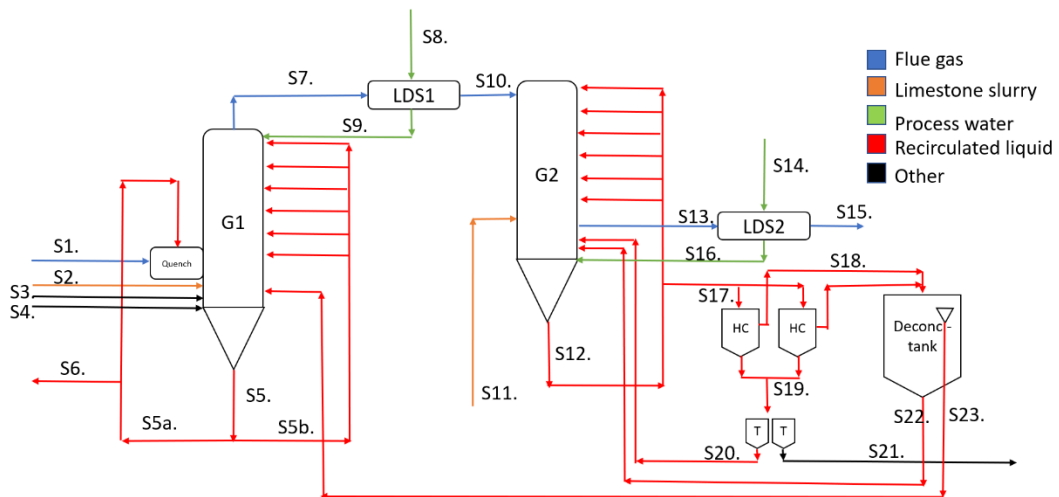 S8.
S7.
LDS1
S10.
Flue gas
Limestone slurry
Process water
Recirculated liquid
Other
S9.
G1
G2
S14.
S13.
LDS2
S15.
S16.
S1.
Quench
S2.
S3.
S4.
S17.
S18.
HC
HC
Deconc-
tank
S12.
S6.
S5.
S11.
S19.
S22.
S23.
S5a.
S5b.
T
T
S20.
S21.